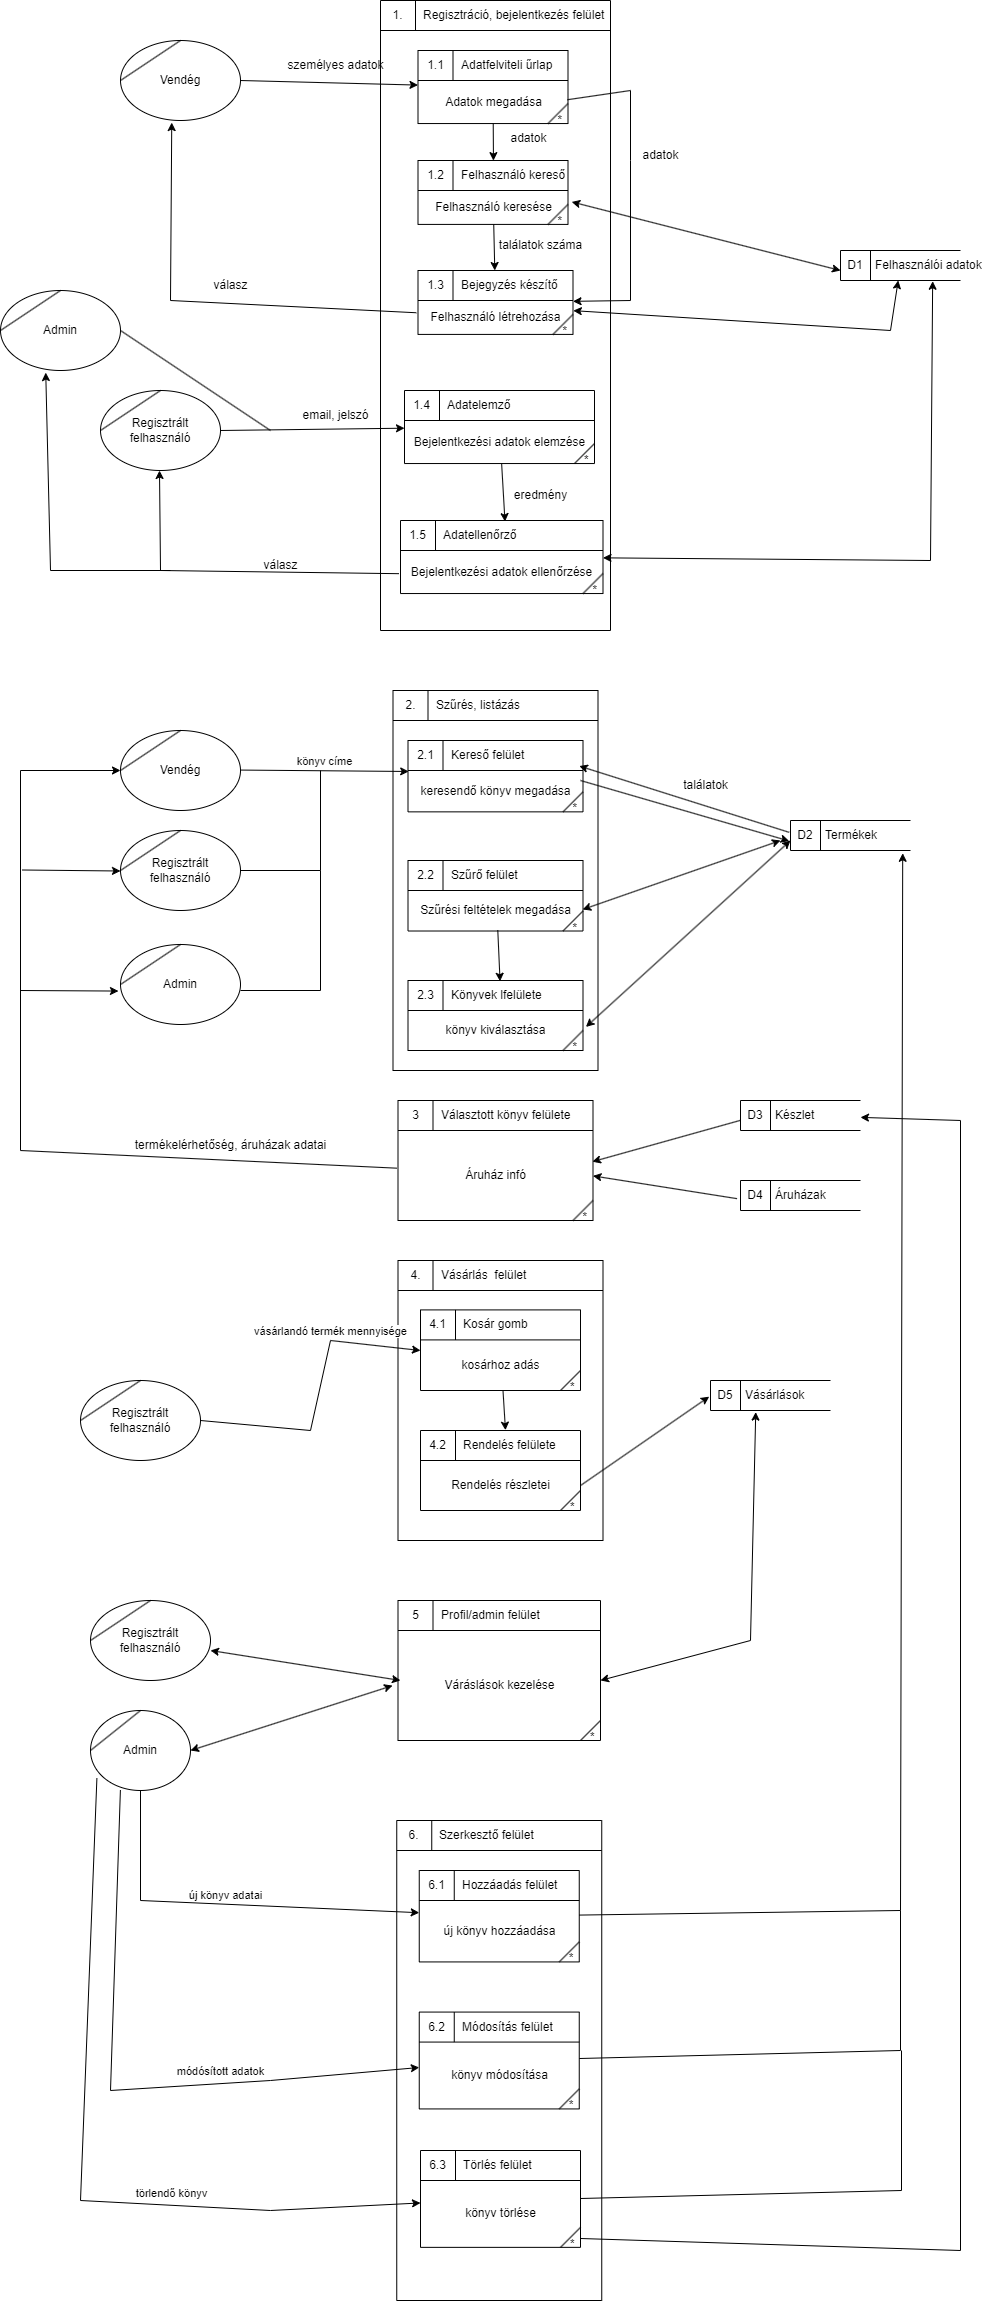 1. Regisztráció, bejelentkezés felület
Vendég
személyes adatok
1.1 Adatfelviteli űrlap
Adatok megadása
*
adatok
adatok
1.2 Felhasználó kereső
Felhasználó keresése
*
találatok száma
D1 Felhasználói adatok
válasz
1.3 Bejegyzés készítő
Felhasználó létrehozása
*
Admin
Regisztrált
felhasználó
email, jelszó
1.4 Adatelemző
Bejelentkezési adatok elemzése
*
eredmény
1.5 Adatellenőrző
Bejelentkezési adatok ellenőrzése
*
válasz
2. Szűrés, listázás
Vendég
könyv címe
2.1 Kereső felület
keresendő könyv megadása
*
találatok
D2 Termékek
Regisztrált
felhasználó
2.2 Szűrő felület
Szűrési feltételek megadása
*
Admin
2.3 Könyvek lfelülete
könyv kiválasztása
*
3 Választott könyv felülete
Áruház infó
*
termékelérhetőség, áruházak adatai
D3 Készlet
D4 Áruházak
4. Vásárlás felület
vásárlandó termék mennyisége
4.1 Kosár gomb
kosárhoz adás
*
Regisztrált
felhasználó
D5 Vásárlások
4.2 Rendelés felülete
Rendelés részletei
*
Regisztrált
felhasználó
5 Profil/admin felület
Váráslások kezelése
*
Admin
6. Szerkesztő felület
új könyv adatai
6.1 Hozzáadás felület
új könyv hozzáadása
*
6.2 Módosítás felület
könyv módosítása
*
módósított adatok
6.3 Törlés felület
könyv törlése
*
törlendő könyv